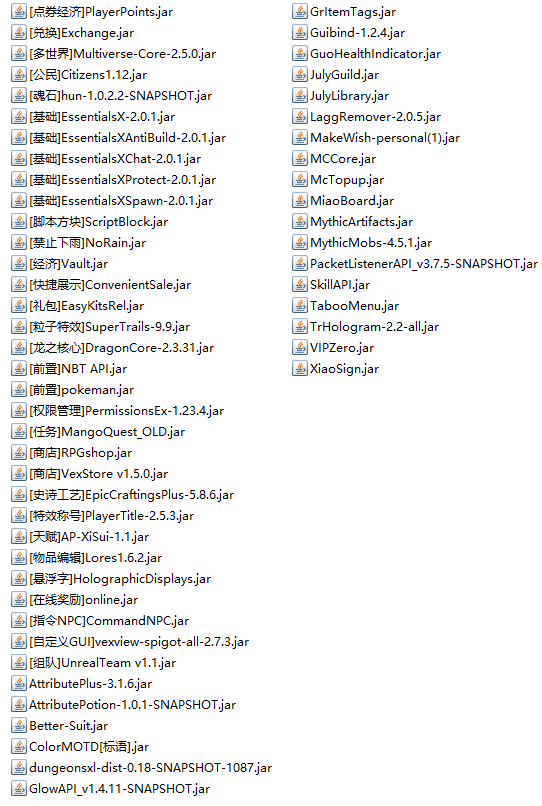 [点券经济]PlayerPoints.jar
[兑换]Exchange.jar
[多世界]Multiverse-Core-2.5.0.jar
[公民]Citizens1.12.jar
[魂石]hun-1.0.2.2-SNAPSHOT.jar
[基础]EssentialsX-2.0.1.jar
[基础]EssentialsXAntiBuild-2.0.1.jar
[基础]EssentialsXChat-2.0.1.jar
[基础]EssentialsXProtect-2.0.1.jar
[基础]EssentialsXSpawn-2.0.1.jar
[脚本方块]ScriptBlock.jar
[禁止下雨]NoRain.jar
[经济]Vault.jar
[快捷展示]ConvenientSale.jar
[礼包]EasyKitsRel.jar
[粒子特效]SuperTrails-9.9.jar
[龙之核心]DragonCore-2.3.31.jar
[前置]NBT API.jar
[前置]pokeman.jar
[权限管理]PermissionsEx-1.23.4.jar
[任务]MangoQuest_OLD.jar
[商店]RPGshop.jar
[商店]VexStore v1.5.0.jar
[史诗工艺]EpicCraftingsPlus-5.8.6.jar
[特效称号]PlayerTitle-2.5.3.jar
[天赋]AP-XiSui-1.1.jar
[物品编辑]Lores1.6.2.jar
[悬浮字]HolographicDisplays.jar
[在线奖励]online.jar
[指令NPC]CommandNPC.jar
[自定义GUI]vexview-spigot-all-2.7.3.jar
[组队]UnrealTeam v1.1.jar
AttributePlus-3.1.6.jar
AttributePotion-1.0.1-SNAPSHOT.jar
Better-Suit.jar
ColorMOTD[标语].jar
dungeonsxl-dist-0.18-SNAPSHOT-1087.jar
GlowAPI_v1.4.11-SNAPSHOT.jar
GrItemTags.jar
Guibind-1.2.4.jar
GuoHealthIndicator.jar
JulyGuild.jar
JulyLibrary.jar
LaggRemover-2.0.5.jar
MakeWish-personal(1).jar
MCCore.jar
McTopup.jar
MiaoBoard.jar
MythicArtifacts.jar
MythicMobs-4.5.1.jar
PacketListenerAPI_v3.7.5-SNAPSHOT.jar
SkillAPI.jar
TabooMenu.jar
TrHologram-2.2-all.jar
VIPZero.jar
XiaoSign.jar